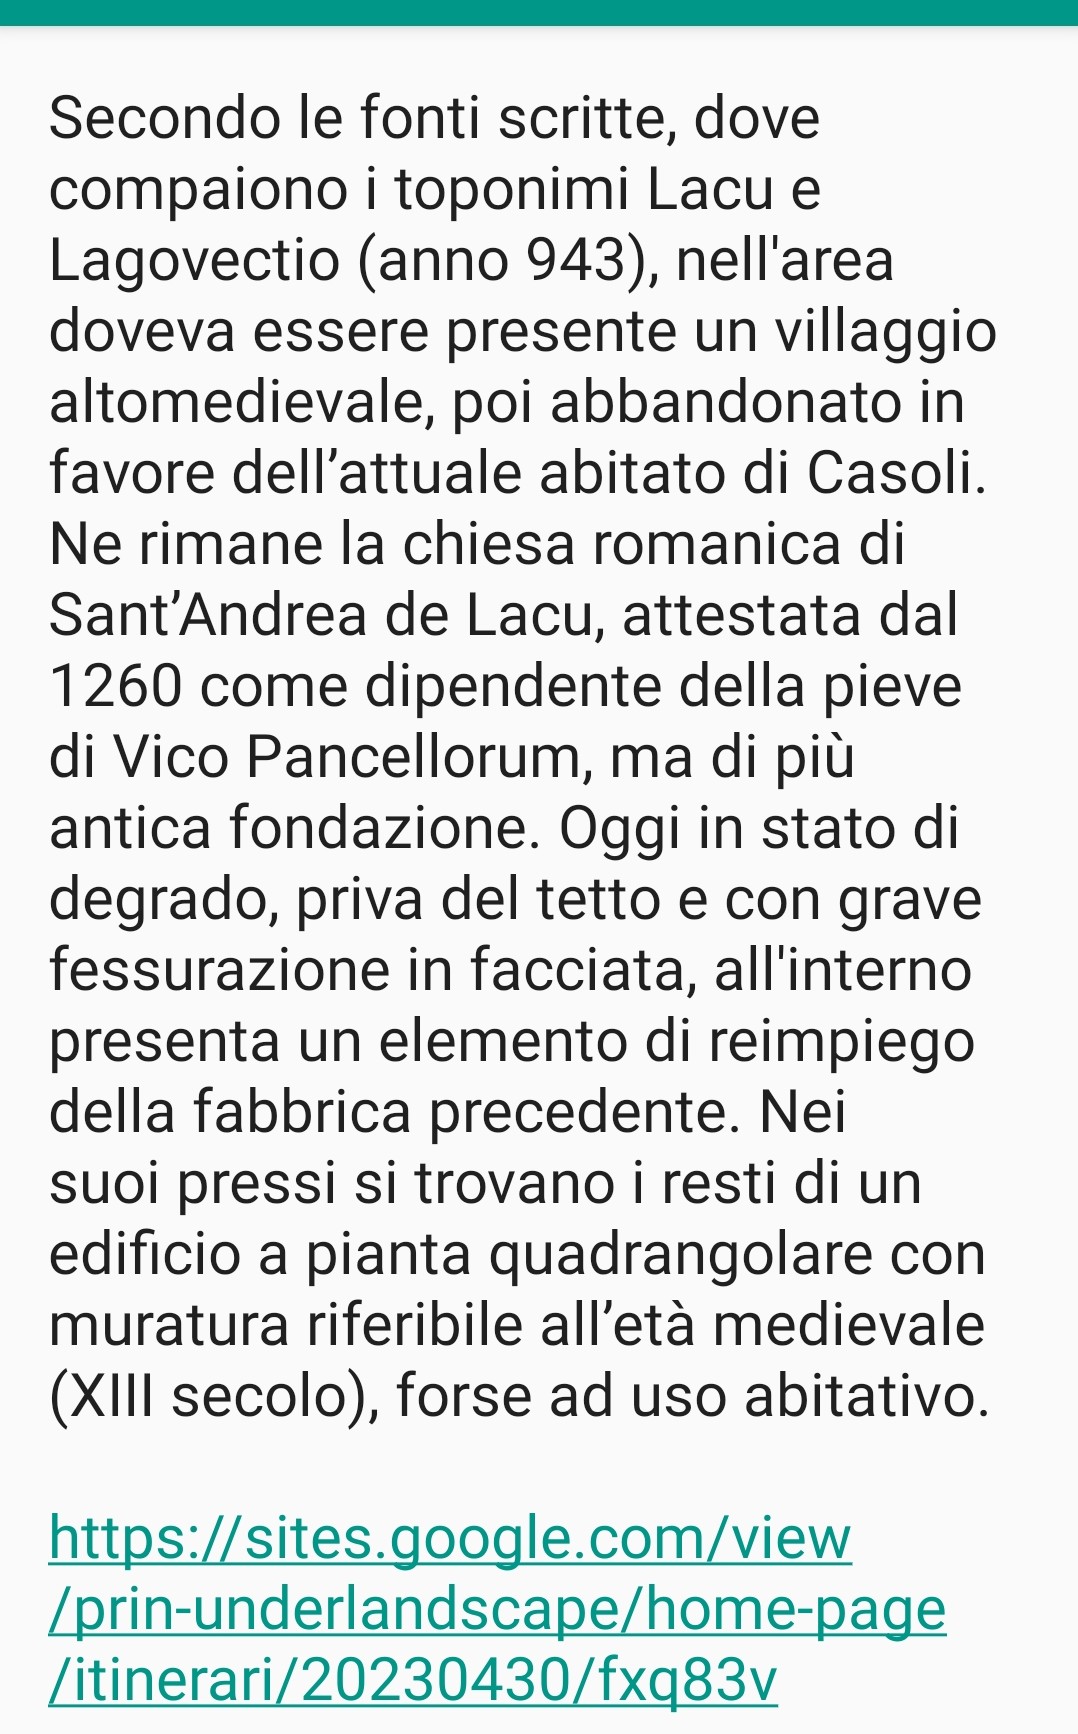 Secondo le fonti scritte, dove
compaiono i toponimi Lacu e
Lagovectio (anno 943), nell'area
doveva essere presente un villaggio
altomedievale, poi abbandonato in
favore dell’attuale abitato di Casoli.
Ne rimane la chiesa romanica di
Sant’Andrea de Lacu, attestata dal
1260 come dipendente della pieve
di Vico Pancellorum, ma di più
antica fondazione. Oggi in stato di
degrado, priva del tetto e con grave
fessurazione in facciata, all'interno
presenta un elemento di reimpiego
della fabbrica precedente. Nei
suoi pressi si trovano i resti di un
edificio a pianta quadrangolare con
muratura riferibile all’età medievale
(XIII secolo), forse ad uso abitativo.
https://sites.google.com/view
/prin-underlandscape/home-page
/itinerari/20230430/fxq83v